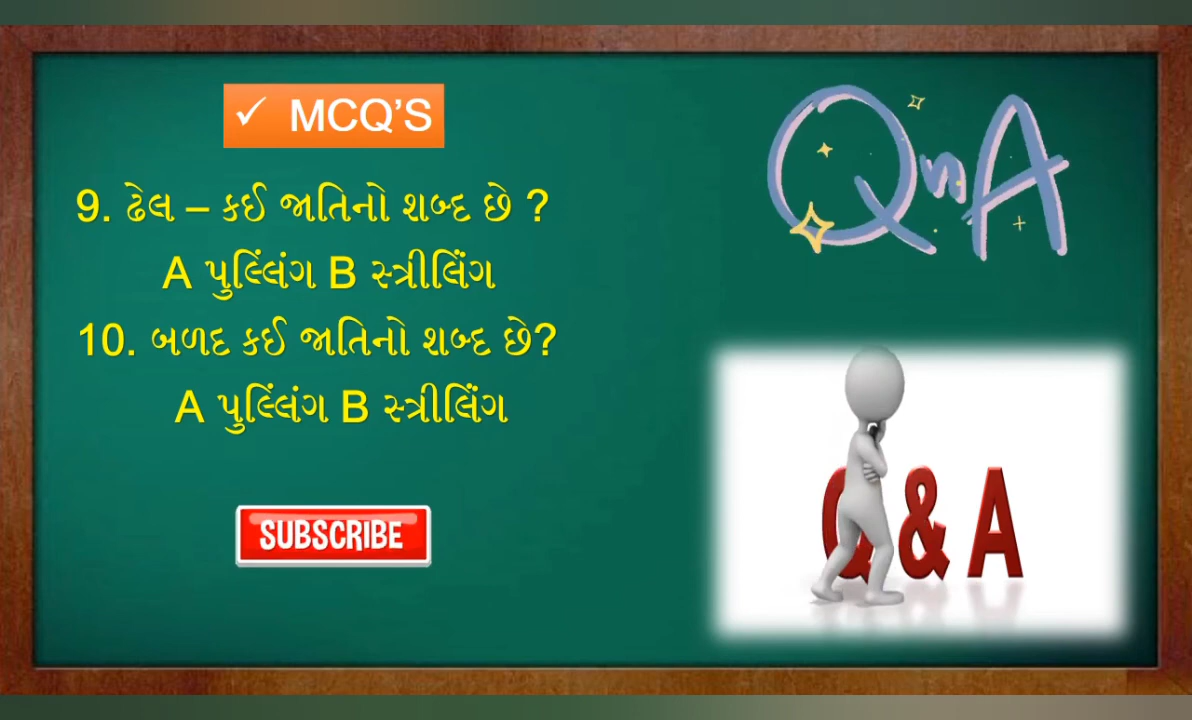 ✓ MCQ’S
9. ઢેલ – કઈ જાતિનો શબ્દ છે ?
A પુલ્લિંગ B સ્ત્રીલિંગ
10. બળદ કઈ જાતિનો શબ્દ છે?
A પુલ્લિંગ B સ્ત્રીલિંગ
SUBSCRIBE
QnA
Q & A